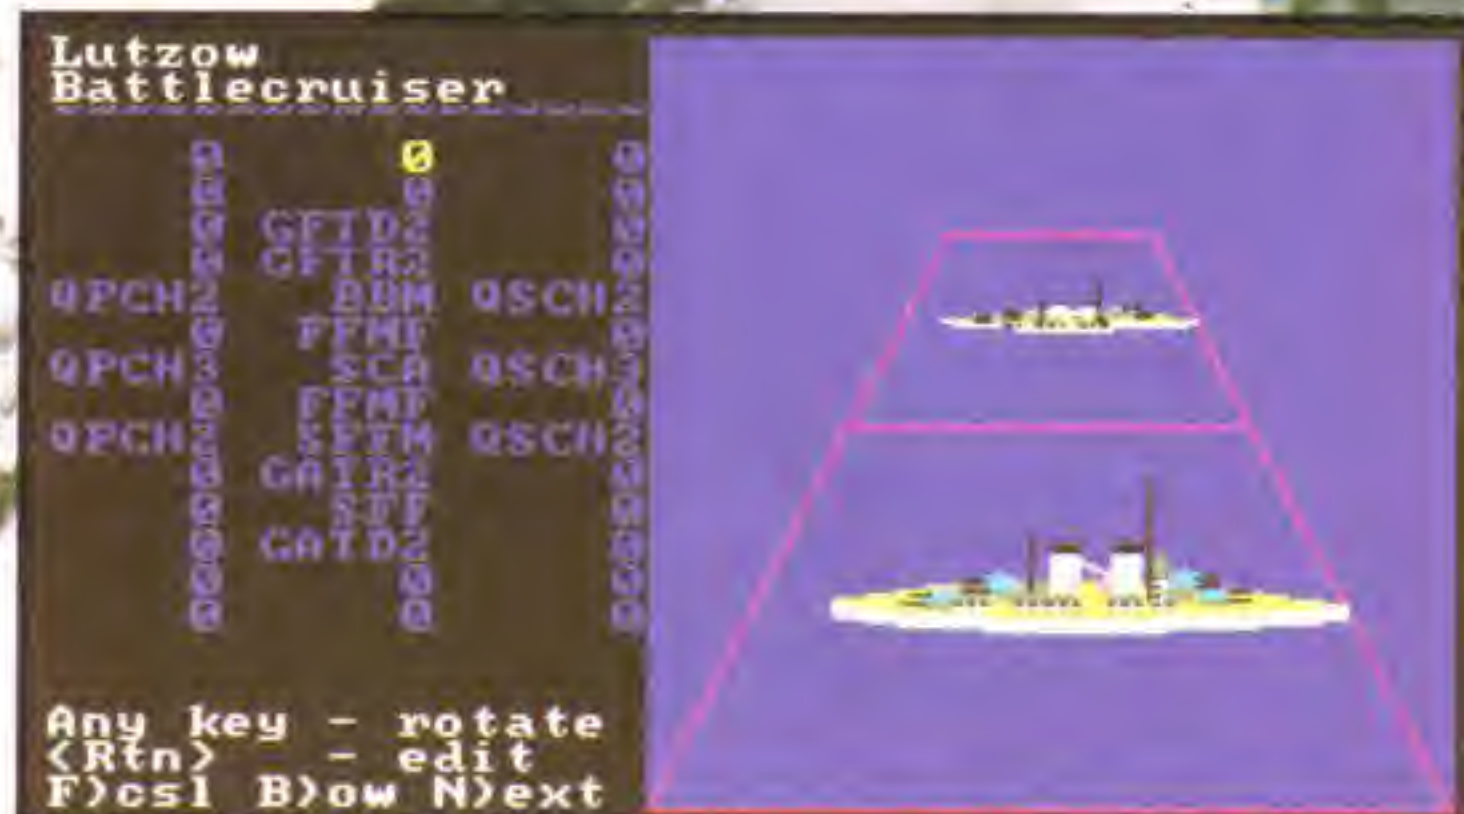 Lutzow
Battlecruiser
0 0 0
0 0 0
0 GFTD2 0
0 GFTR2 0
QPCH2 BBM QSCH2
0 FFMF 0
QPCH3 SCA QSCH3
0 FFMF 0
QPCH2 SFTM QSCH2
0 GATR2 0
0 SFF 0
0 GATD2 0
0 0 0
0 0 0
Any key - rotate
<Rtn> - edit
F)csl B)ow N)ext